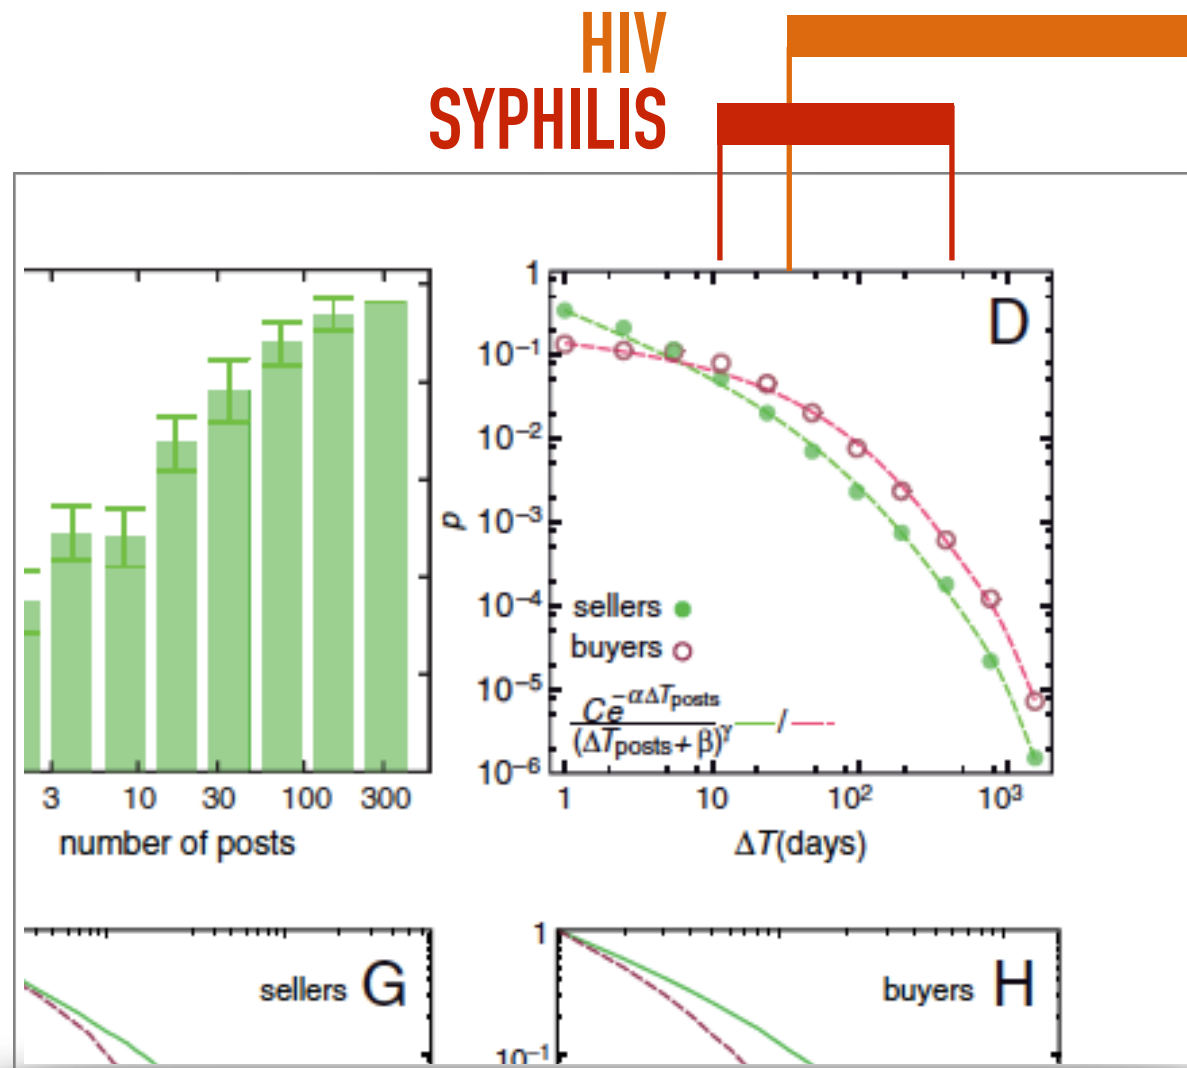 HIV
SYPHILIS
3 10 30 100 300
number of posts
D
1
10⁻¹
10⁻²
10⁻³
10⁻⁴
10⁻⁵
10⁻⁶
p
sellers
buyers
Ce^−αΔT_posts
(ΔT_posts + β)^γ
/
1 10 10² 10³
ΔT(days)
sellers G
1
10⁻¹
buyers H